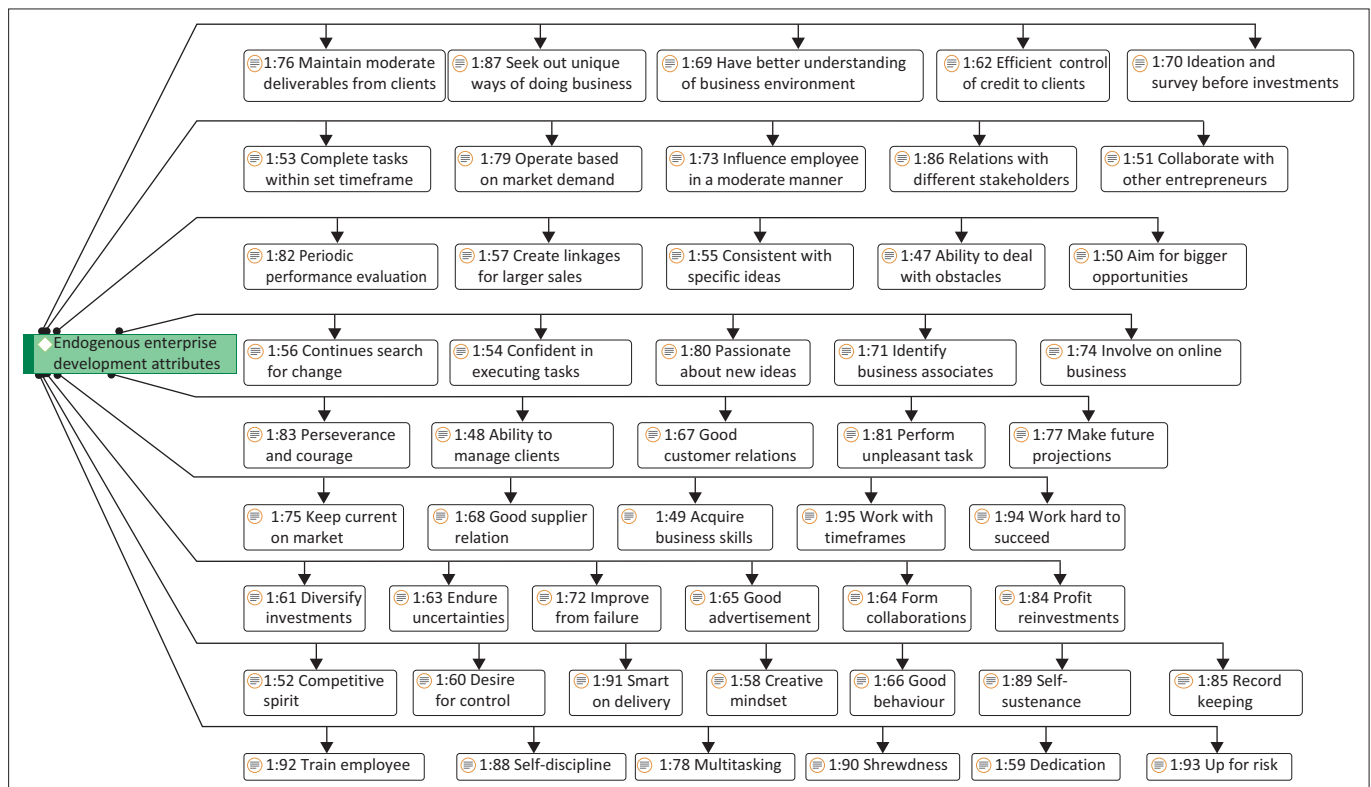 1:76 Maintain moderate
deliverables from clients
1:87 Seek out unique
ways of doing business
1:69 Have better understanding
of business environment
1:62 Efficient control
of credit to clients
1:70 Ideation and
survey before investments
1:53 Complete tasks
within set timeframe
1:79 Operate based
on market demand
1:73 Influence employee
in a moderate manner
1:86 Relations with
different stakeholders
1:51 Collaborate with
other entrepreneurs
1:82 Periodic
performance evaluation
1:57 Create linkages
for larger sales
1:55 Consistent with
specific ideas
1:47 Ability to deal
with obstacles
1:50 Aim for bigger
opportunities
Endogenous enterprise
development attributes
1:56 Continues search
for change
1:54 Confident in
executing tasks
1:80 Passionate
about new ideas
1:71 Identify
business associates
1:74 Involve on online
business
1:83 Perseverance
and courage
1:48 Ability to
manage clients
1:67 Good
customer relations
1:81 Perform
unpleasant task
1:77 Make future
projections
1:75 Keep current
on market
1:68 Good supplier
relation
1:49 Acquire
business skills
1:95 Work with
timeframes
1:94 Work hard to
succeed
1:61 Diversify
investments
1:63 Endure
uncertainties
1:72 Improve
from failure
1:65 Good
advertisement
1:64 Form
collaborations
1:84 Profit
reinvestments
1:52 Competitive
spirit
1:60 Desire
for control
1:91 Smart
on delivery
1:58 Creative
mindset
1:66 Good
behaviour
1:89 Self-
sustenance
1:85 Record
keeping
1:92 Train employee
1:88 Self-discipline
1:78 Multitasking
1:90 Shrewdness
1:59 Dedication
1:93 Up for risk